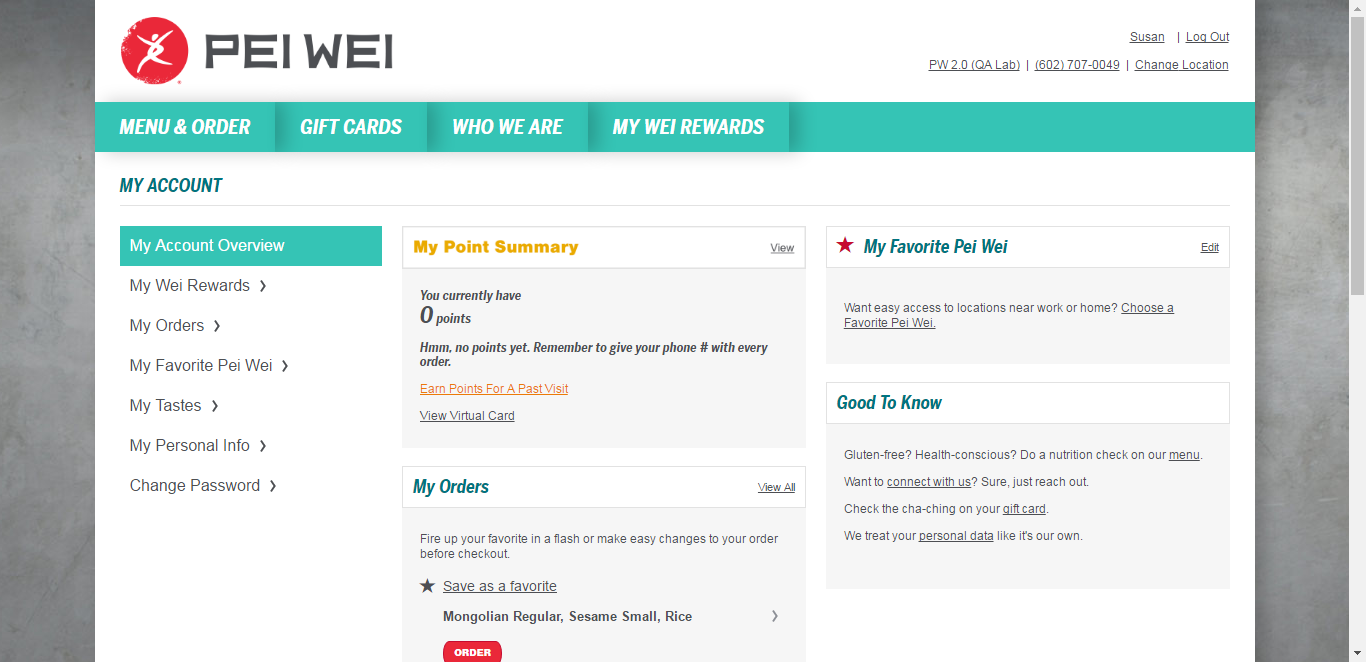 PEI WEI
Susan | Log Out
PW 2.0 (QA Lab) | (602) 707-0049 | Change Location
MENU & ORDER
GIFT CARDS
WHO WE ARE
MY WEI REWARDS
MY ACCOUNT
My Account Overview
My Wei Rewards
My Orders
My Favorite Pei Wei
My Tastes
My Personal Info
Change Password
My Point Summary
View
You currently have
0 points
Hmm, no points yet. Remember to give your phone # with every
order.
Earn Points For A Past Visit
View Virtual Card
My Orders
View All
Fire up your favorite in a flash or make easy changes to your order
before checkout.
Save as a favorite
Mongolian Regular, Sesame Small, Rice
ORDER
My Favorite Pei Wei
Edit
Want easy access to locations near work or home? Choose a
Favorite Pei Wei.
Good To Know
Gluten-free? Health-conscious? Do a nutrition check on our menu.
Want to connect with us? Sure, just reach out.
Check the cha-ching on your gift card.
We treat your personal data like it's our own.